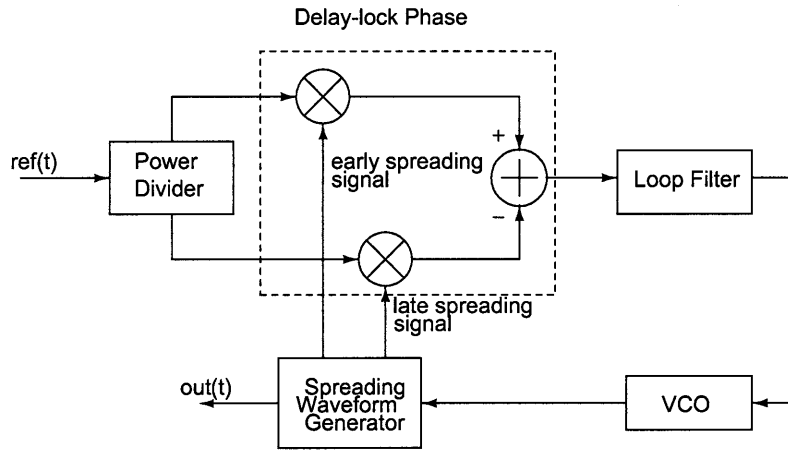 Delay-lock Phase
ref(t)
Power
Divider
+
early spreading
signal
−
Loop Filter
late spreading
signal
out(t)
Spreading
Waveform
Generator
VCO